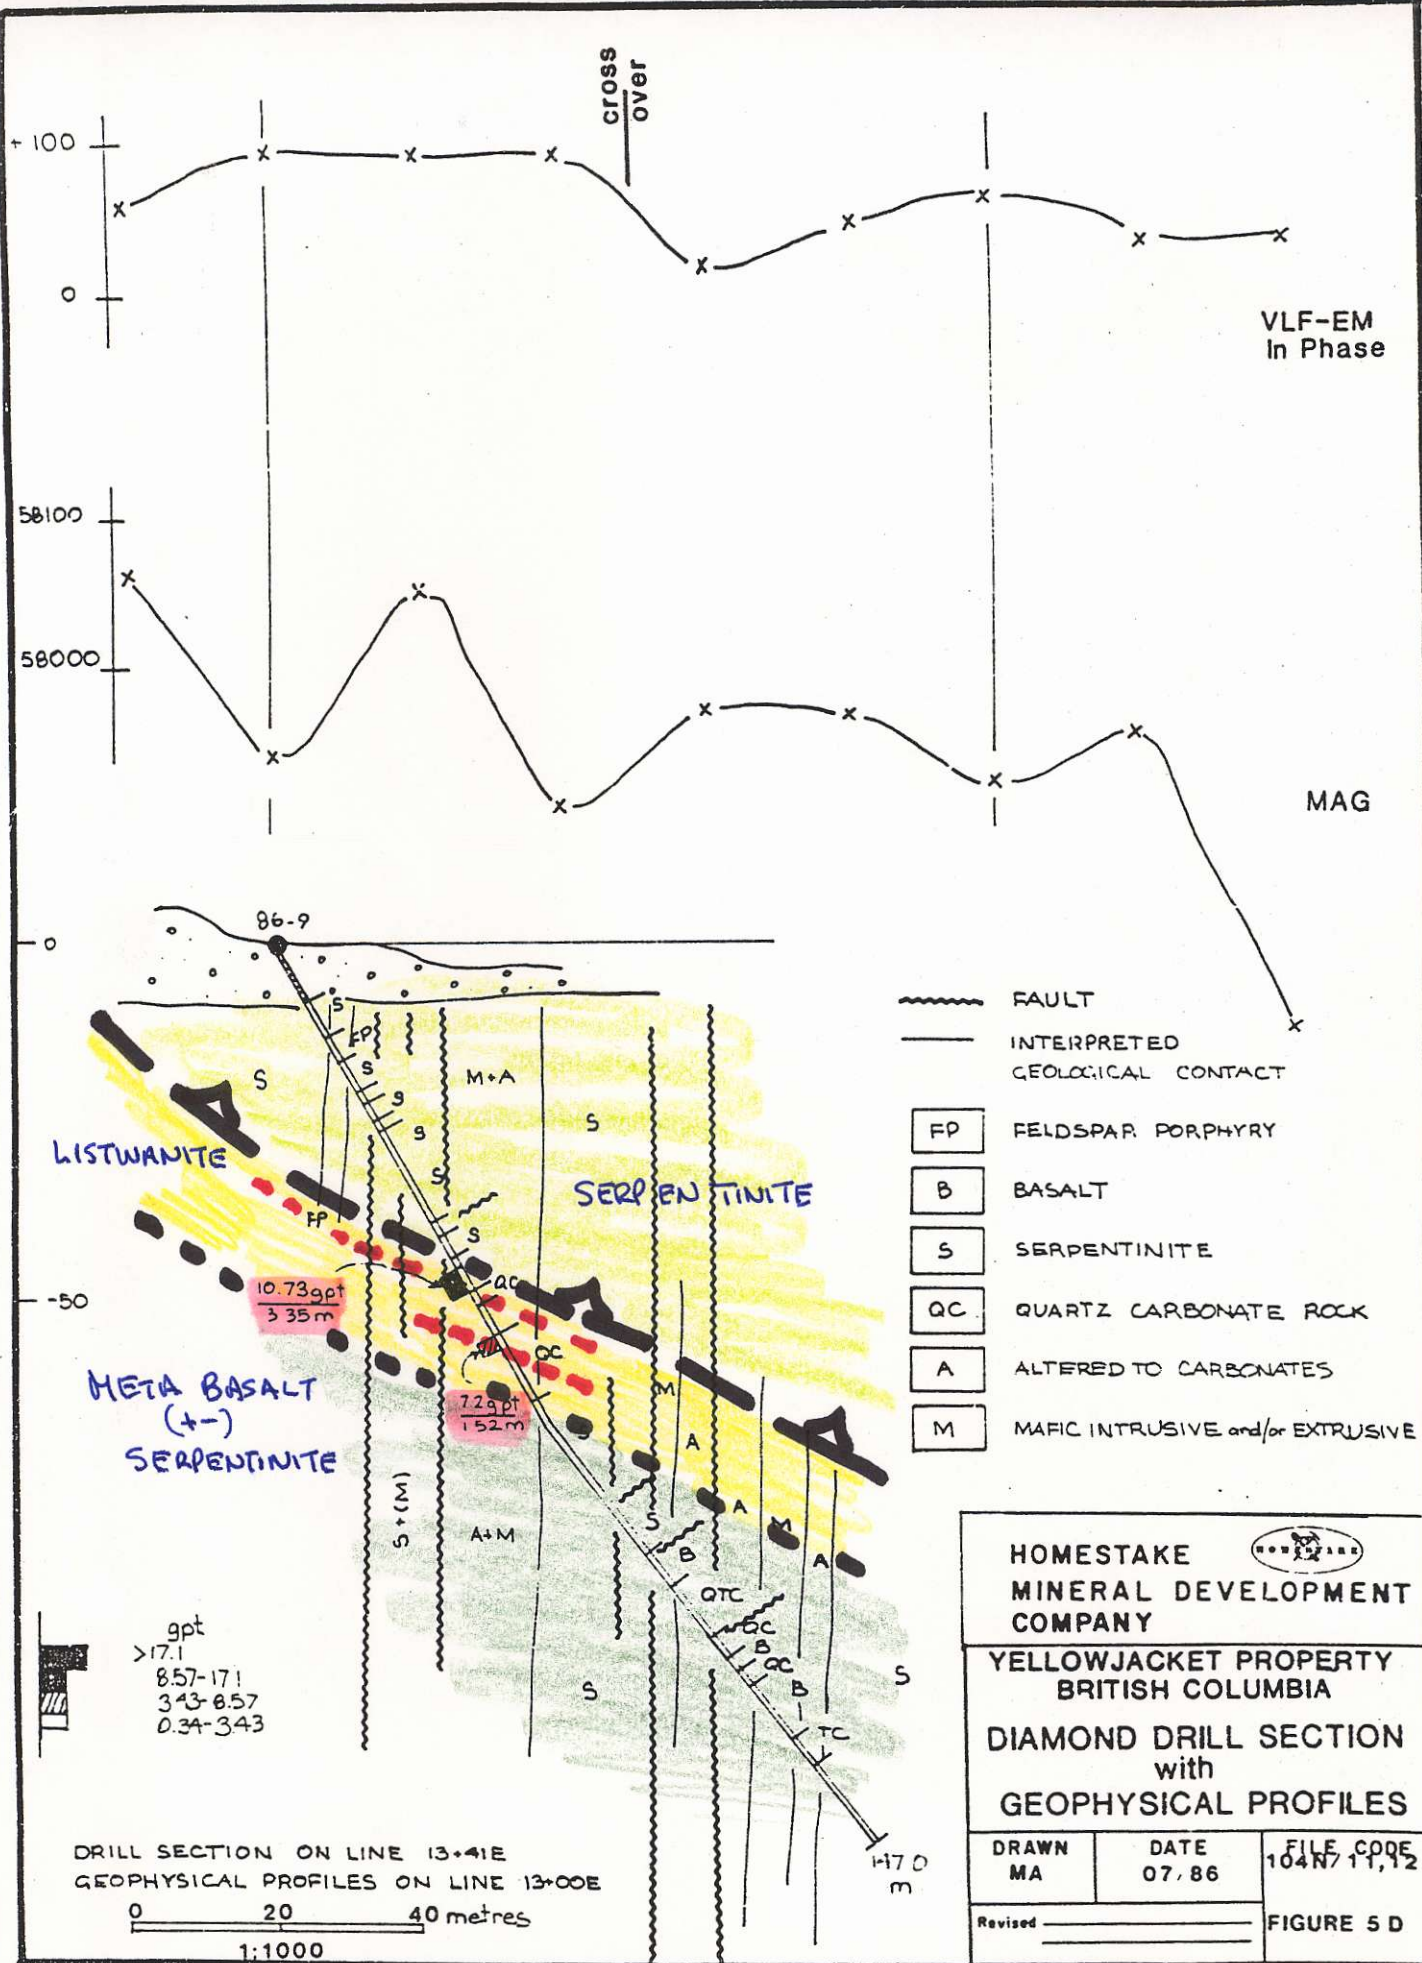 cross
over
+ 100
0
VLF-EM
In Phase
58100
58000
MAG
86-9
0
S
FP
S
S
M+A
S
S
S
S
FAULT
INTERPRETED
GEOLOGICAL CONTACT
FP FELDSPAR PORPHYRY
B BASALT
S SERPENTINITE
QC QUARTZ CARBONATE ROCK
A ALTERED TO CARBONATES
M MAFIC INTRUSIVE and/or EXTRUSIVE
LISTWANITE
SERPENTINITE
FP
S
QC
-50
10.73gpt
3 35 m
QC
META BASALT
(+-)
SERPENTINITE
7.2 gpt
1 52 m
M
A
S+(M)
A+M
S
A
M
A
B
QTC
QC
B
QC
B
S
S
TC
gpt
>17.1
8.57-17 1
3 43-8.57
0.34-3.43
147 0
m
DRILL SECTION ON LINE 13+41E
GEOPHYSICAL PROFILES ON LINE 13+00E
0 20 40 metres
1:1000
HOMESTAKE
MINERAL DEVELOPMENT
COMPANY
YELLOWJACKET PROPERTY
BRITISH COLUMBIA
DIAMOND DRILL SECTION
with
GEOPHYSICAL PROFILES
DRAWN
MA
DATE
07/86
FILE CODE
104N/11,12
Revised
FIGURE 5 D